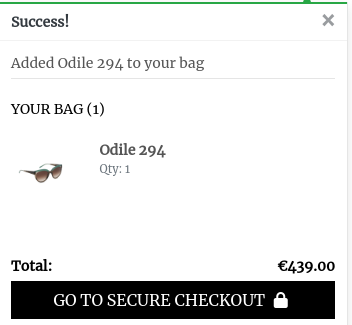 Success! ×
Added Odile 294 to your bag
YOUR BAG (1)
Odile 294
Qty: 1
Total: €439.00
GO TO SECURE CHECKOUT